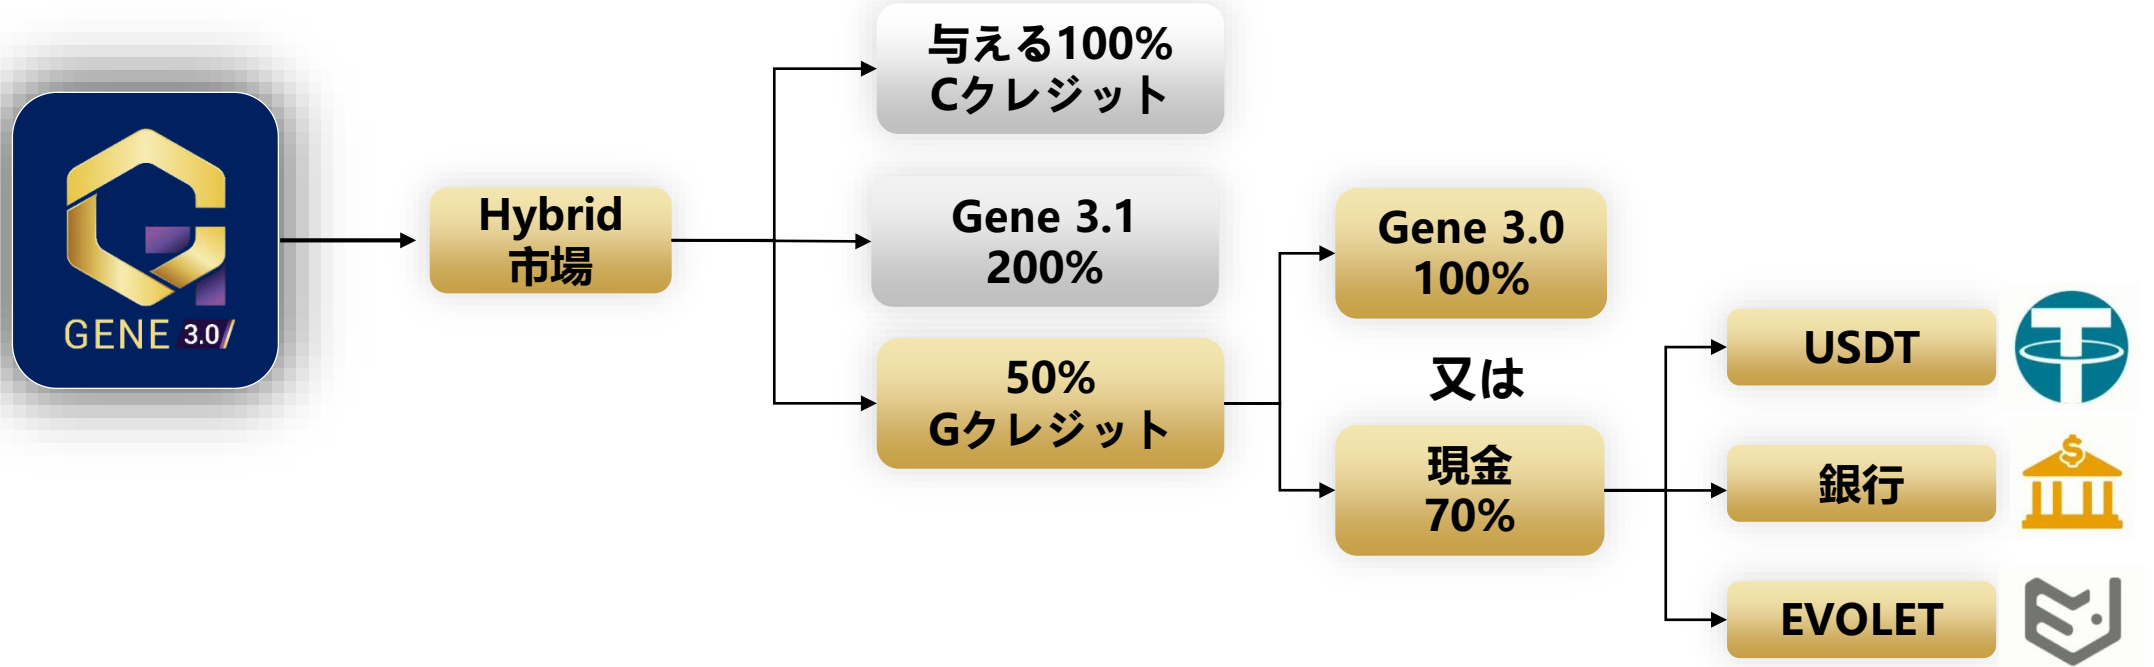 GENE 3.0/
Hybrid
市場
与える100%
Cクレジット
Gene 3.1
200%
50%
Gクレジット
Gene 3.0
100%
又は
現金
70%
USDT
銀行
EVOLET